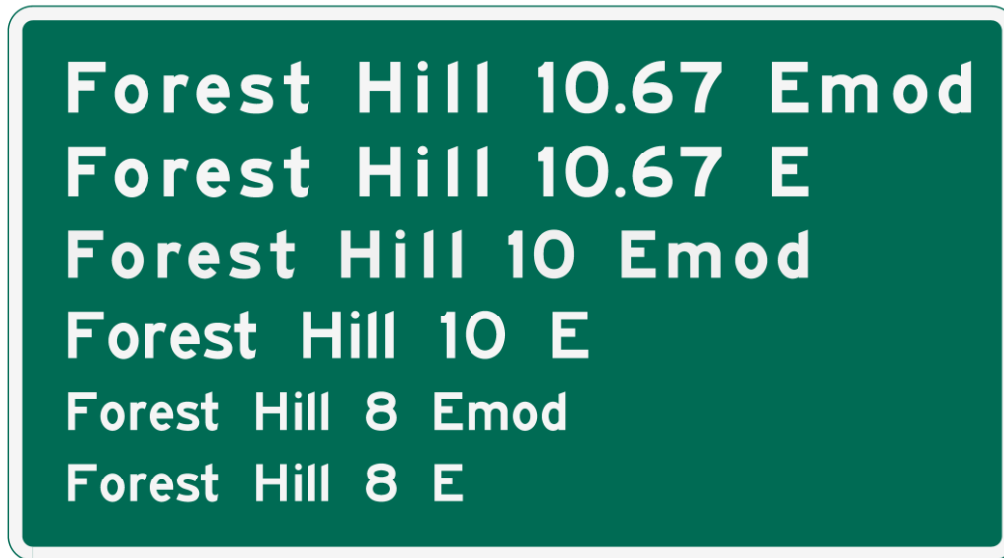 Forest Hill 10.67 Emod
Forest Hill 10.67 E
Forest Hill 10 Emod
Forest Hill 10 E
Forest Hill 8 Emod
Forest Hill 8 E